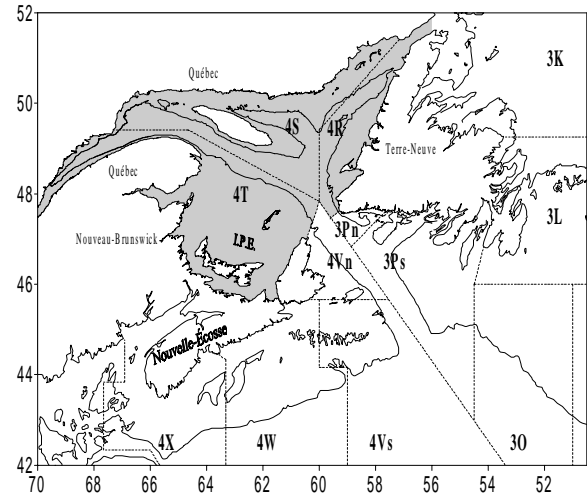 52
50
48
46
44
42
70
68
66
64
62
60
58
56
54
52
Québec
3K
4S
4R
Terre-Neuve
Québec
4T
3L
Nouveau-Brunswick
I.P.E.
3Pn
4Vn
3Ps
Nouvelle-Écosse
4X
4W
4Vs
3O